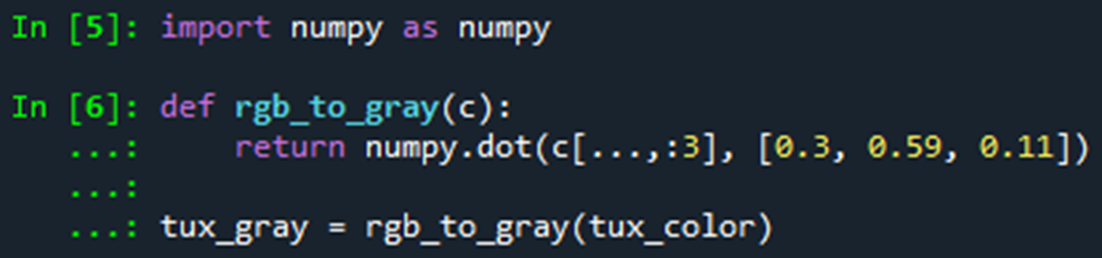 In [5]: import numpy as numpy
In [6]: def rgb_to_gray(c):
...:     return numpy.dot(c[...,:3], [0.3, 0.59, 0.11])
...:
...: tux_gray = rgb_to_gray(tux_color)